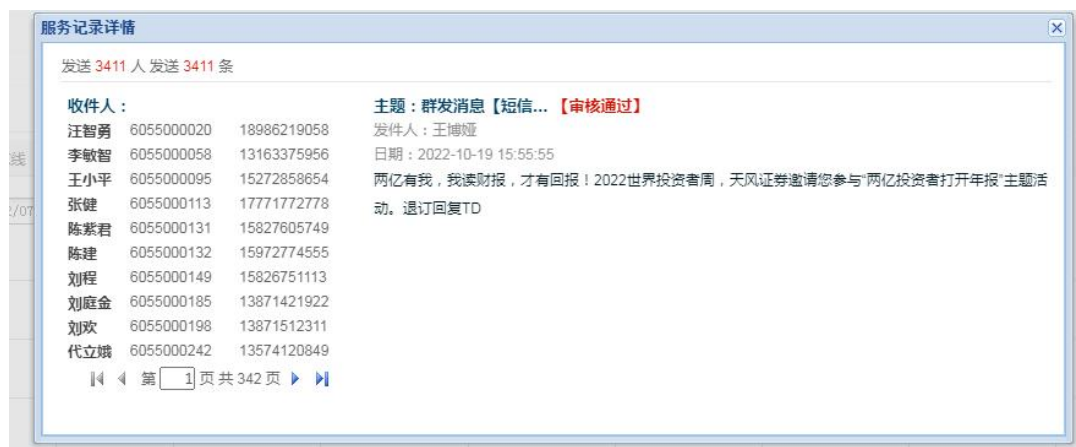 服务记录详情
发送 3411 人 发送 3411 条
收件人：
汪智勇 6055000020 18986219058
李敏智 6055000058 13163375956
王小平 6055000095 15272858654
张健 6055000113 17771772778
陈紫君 6055000131 15827605749
陈建 6055000132 15972774555
刘程 6055000149 15826751113
刘庭金 6055000185 13871421922
刘欢 6055000198 13871512311
代立娥 6055000242 13574120849
第 1 页 共 342 页
主题：群发消息【短信... 【审核通过】
发件人：王博娅
日期：2022-10-19 15:55:55
两亿有我，我读财报，才有回报！2022世界投资者周，天风证券邀请您参与“两亿投资者打开年报”主题活
动。退订回复TD
线
2/07